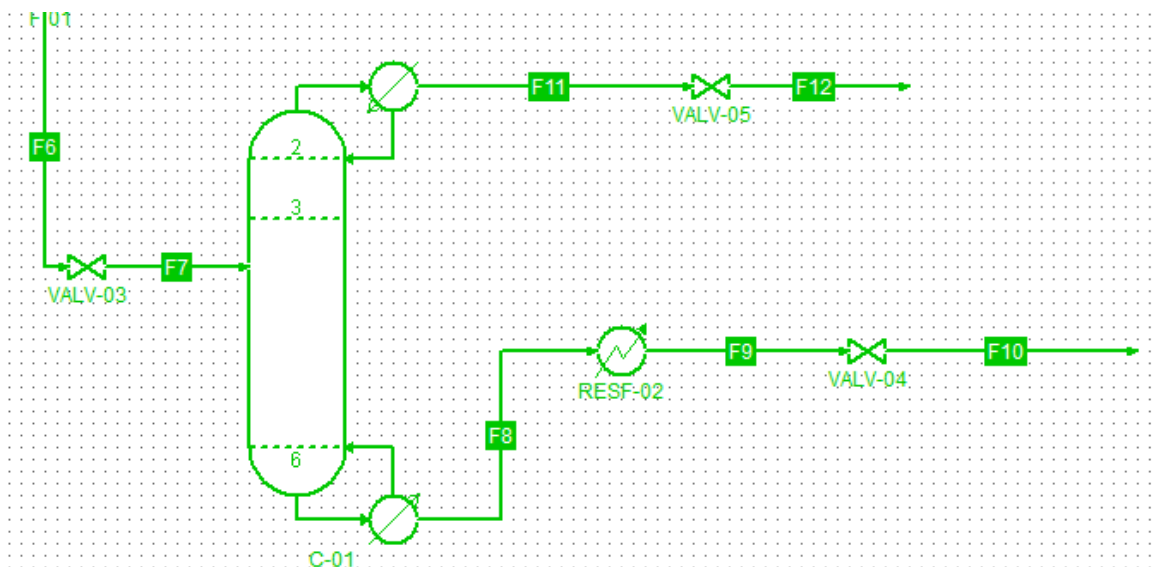 F11
F12
VALV-05
F6
2
3
F7
VALV-03
F9
F10
RESF-02
VALV-04
F8
6
C-01